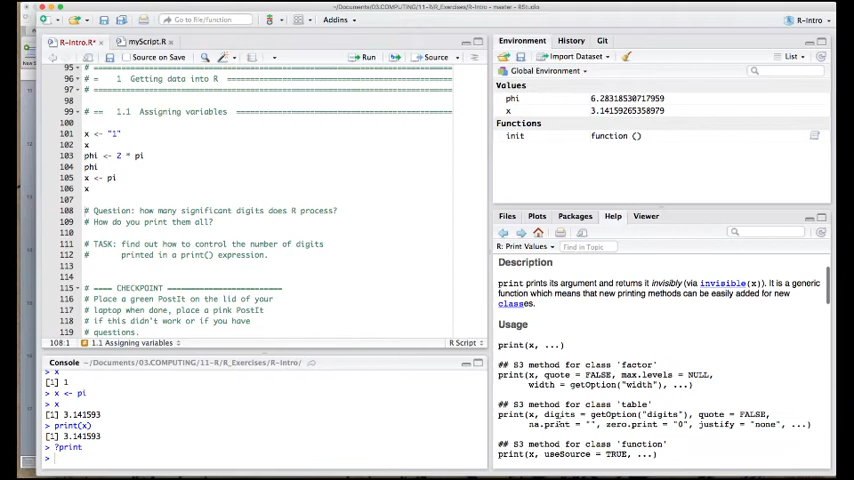 ~/Documents/03.COMPUTING/11-R/R_Exercises/R-Intro - master - RStudio
Go to file/function
Addins
R-Intro
R-Intro.R*
myScript.R
Source on Save
Run
Source
95 # ====================================================
96 # = 1 Getting data into R ============================
97 # ====================================================
98
99 # == 1.1 Assigning variables =========================
100
101 x <- "1"
102 x
103 phi <- 2 * pi
104 phi
105 x <- pi
106 x
107
108 # Question: how many significant digits does R process?
109 # How do you print them all?
110
111 # TASK: find out how to control the number of digits
112 # printed in a print() expression.
113
114
115 # ==== CHECKPOINT =========================
116 # Place a green PostIt on the lid of your
117 # laptop when done, place a pink PostIt
118 # if this didn't work or if you have
119 # questions.
108:1
1.1 Assigning variables
R Script
Console ~/Documents/03.COMPUTING/11-R/R_Exercises/R-Intro/
> x
[1] 1
> x <- pi
> x
[1] 3.141593
> print(x)
[1] 3.141593
> ?print
>
Environment History Git
Import Dataset
List
Global Environment
Values
phi 6.28318530717959
x 3.14159265358979
Functions
init function ()
Files Plots Packages Help Viewer
R: Print Values
Find in Topic
Description
print prints its argument and returns it invisibly (via invisible(x)). It is a generic
function which means that new printing methods can be easily added for new
classes.
Usage
print(x, ...)
## S3 method for class 'factor'
print(x, quote = FALSE, max.levels = NULL,
width = getOption("width"), ...)
## S3 method for class 'table'
print(x, digits = getOption("digits"), quote = FALSE,
na.print = "", zero.print = "0", justify = "none", ...)
## S3 method for class 'function'
print(x, useSource = TRUE, ...)